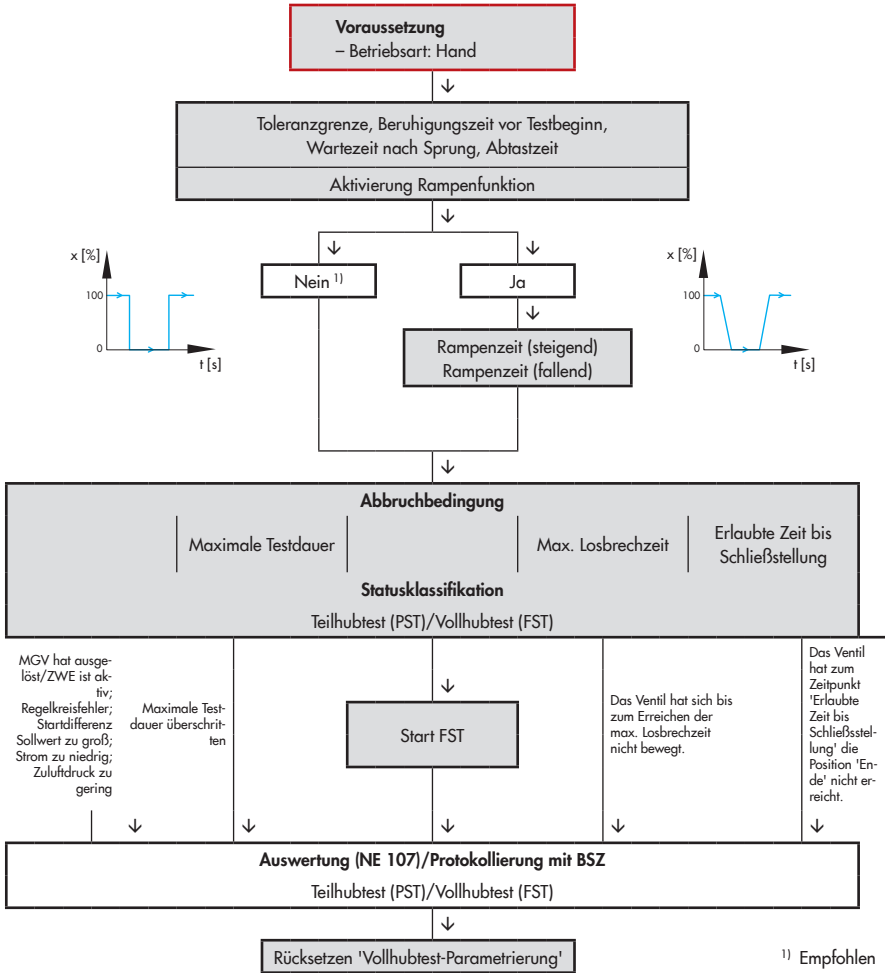 Voraussetzung
– Betriebsart: Hand
Toleranzgrenze, Beruhigungszeit vor Testbeginn,
Wartezeit nach Sprung, Abtastzeit
Aktivierung Rampenfunktion
x [%]
100
0
t [s]
Nein 1)
Ja
x [%]
100
0
t [s]
Rampenzeit (steigend)
Rampenzeit (fallend)
Abbruchbedingung
Maximale Testdauer
Max. Losbrechzeit
Erlaubte Zeit bis
Schließstellung
Statusklassifikation
Teilhubtest (PST)/Vollhubtest (FST)
MGV hat ausge-
löst/ZWE ist ak-
tiv;
Regelkreisfehler;
Startdifferenz
Sollwert zu groß;
Strom zu niedrig;
Zuluftdruck zu
gering
Maximale Test-
dauer überschrit-
ten
Start FST
Das Ventil hat sich bis
zum Erreichen der
max. Losbrechzeit
nicht bewegt.
Das Ventil
hat zum
Zeitpunkt
'Erlaubte
Zeit bis
Schließsstel-
lung' die
Position 'En-
de' nicht er-
reicht.
Auswertung (NE 107)/Protokollierung mit BSZ
Teilhubtest (PST)/Vollhubtest (FST)
Rücksetzen 'Vollhubtest-Parametrierung'
1) Empfohlen